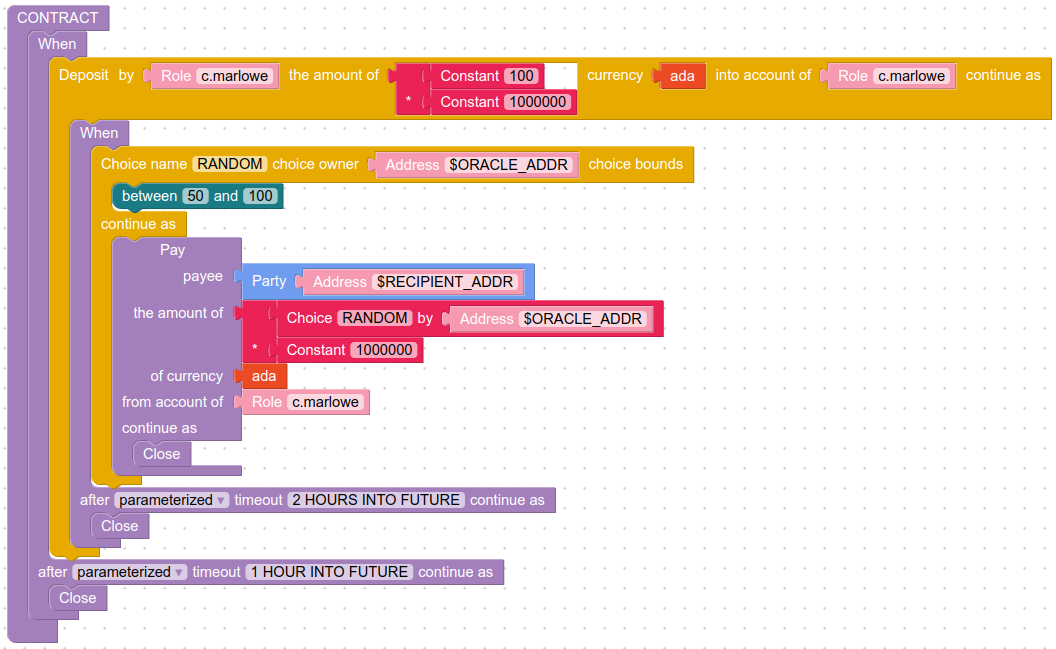 CONTRACT
When
Deposit by Role c.marlowe the amount of Constant 100 currency ada into account of Role c.marlowe continue as
* Constant 1000000
When
Choice name RANDOM choice owner Address $ORACLE_ADDR choice bounds
between 50 and 100
continue as
Pay
payee Party Address $RECIPIENT_ADDR
the amount of Choice RANDOM by Address $ORACLE_ADDR
* Constant 1000000
of currency ada
from account of Role c.marlowe
continue as
Close
after parameterized ▾ timeout 2 HOURS INTO FUTURE continue as
Close
after parameterized ▾ timeout 1 HOUR INTO FUTURE continue as
Close